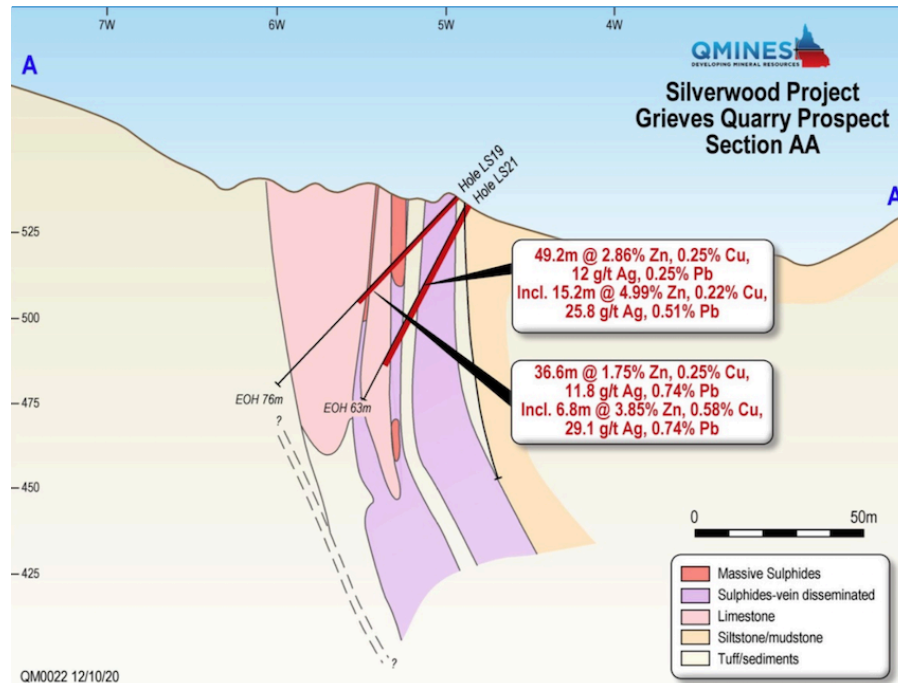 7W
6W
5W
4W
A
QMINES
DEVELOPING MINERAL RESOURCES
Silverwood Project
Grieves Quarry Prospect
Section AA
Hole LS19
Hole LS21
A
525
500
475
450
425
49.2m @ 2.86% Zn, 0.25% Cu,
12 g/t Ag, 0.25% Pb
Incl. 15.2m @ 4.99% Zn, 0.22% Cu,
25.8 g/t Ag, 0.51% Pb
36.6m @ 1.75% Zn, 0.25% Cu,
11.8 g/t Ag, 0.74% Pb
Incl. 6.8m @ 3.85% Zn, 0.58% Cu,
29.1 g/t Ag, 0.74% Pb
EOH 76m
EOH 63m
?
?
0
50m
Massive Sulphides
Sulphides-vein disseminated
Limestone
Siltstone/mudstone
Tuff/sediments
QM0022 12/10/20